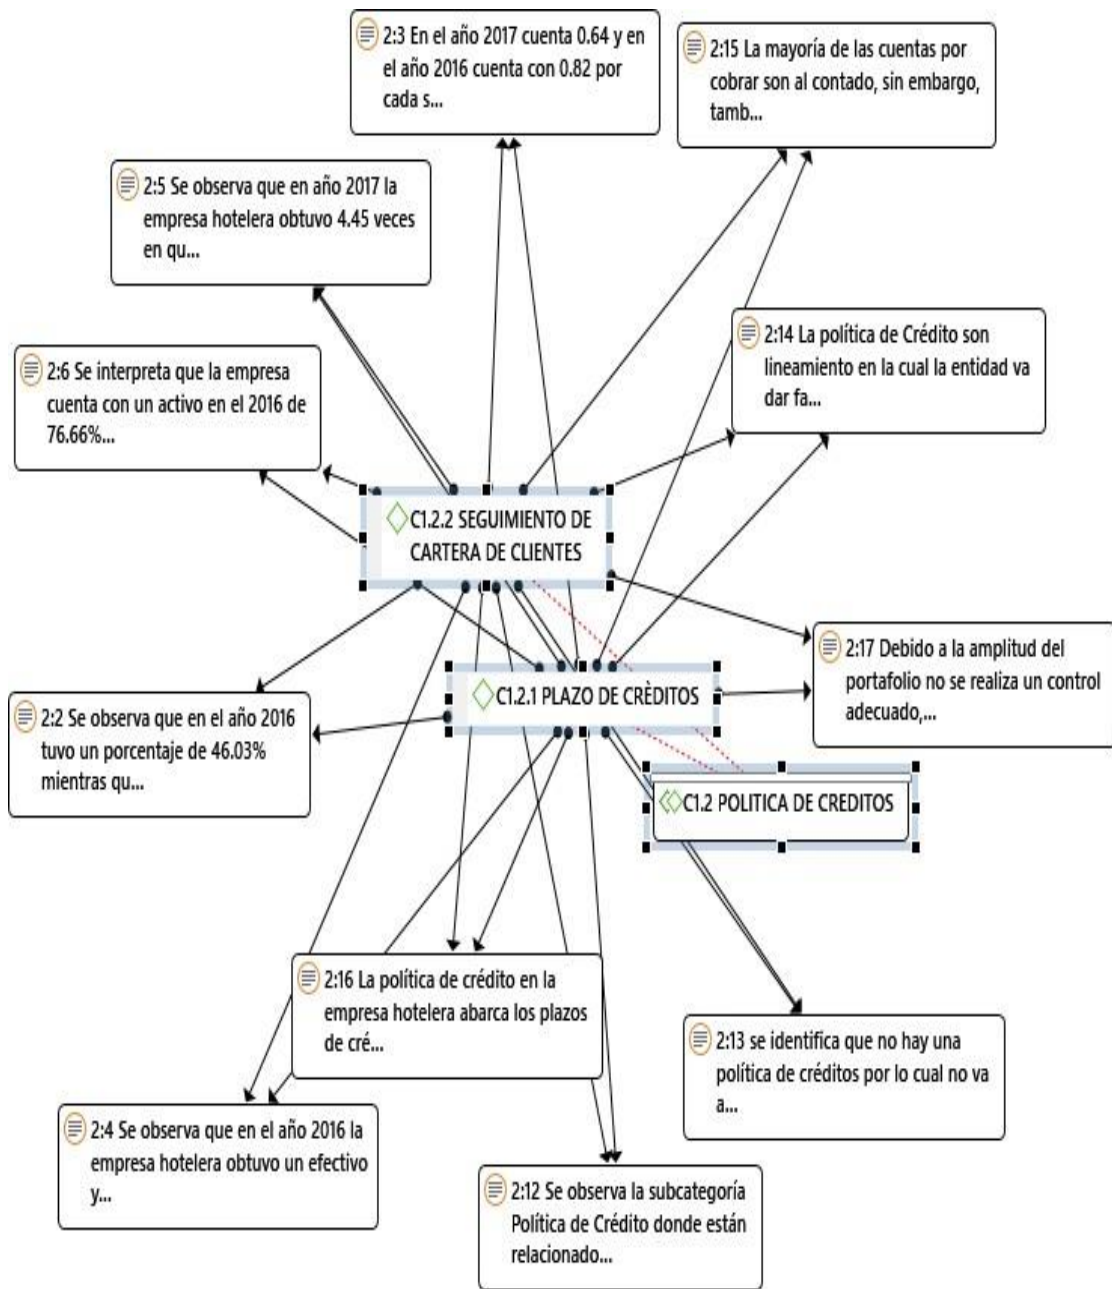 2:3 En el año 2017 cuenta 0.64 y en
el año 2016 cuenta con 0.82 por
cada s...
2:15 La mayoría de las cuentas por
cobrar son al contado, sin embargo,
tamb...
2:5 Se observa que en año 2017 la
empresa hotelera obtuvo 4.45 veces
en qu...
2:14 La política de Crédito son
lineamiento en la cual la entidad va
dar fa...
2:6 Se interpreta que la empresa
cuenta con un activo en el 2016 de
76.66%...
C1.2.2 SEGUIMIENTO DE
CARTERA DE CLIENTES
2:17 Debido a la amplitud del
portafolio no se realiza un control
adecuado,...
C1.2.1 PLAZO DE CRÈDITOS
2:2 Se observa que en el año 2016
tuvo un porcentaje de 46.03%
mientras qu...
C1.2 POLITICA DE CREDITOS
2:16 La política de crédito en la
empresa hotelera abarca los plazos
de cré...
2:13 se identifica que no hay una
política de créditos por lo cual no va
a...
2:4 Se observa que en el año 2016 la
empresa hotelera obtuvo un efectivo
y...
2:12 Se observa la subcategoría
Política de Crédito donde están
relacionado...